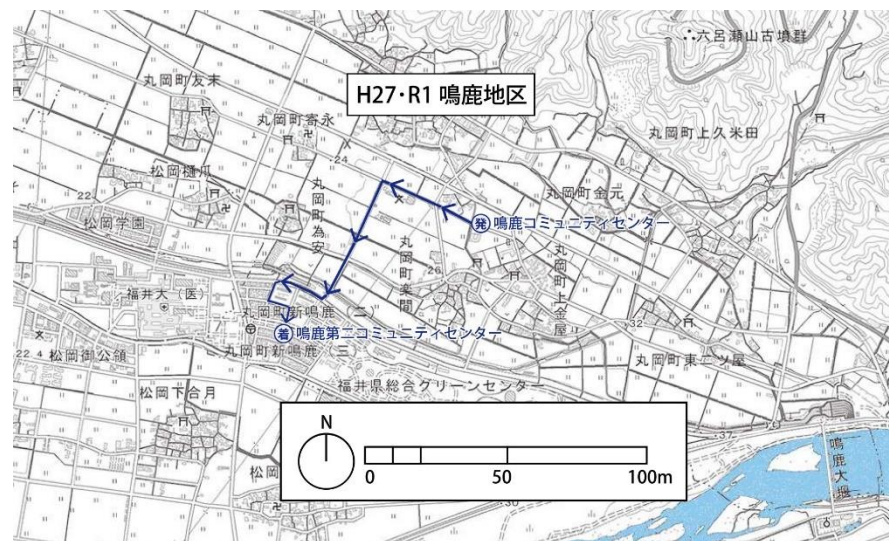 六呂瀬山古墳群
丸岡町友末
H27・R1 鳴鹿地区
丸岡町寄永
丸岡町上久米田
24
松岡樋爪
22
丸岡町金元
松岡学園
丸岡町為安
発 鳴鹿コミュニティセンター
丸岡町楽間
26
丸岡町上金屋
福井大（医）
丸岡町新鳴鹿（二）
着 鳴鹿第二コミュニティセンター
32
22.4
松岡御公領
丸岡町新鳴鹿（三）
丸岡町東二ツ屋
福井県総合グリーンセンター
松岡下合月
N
37
松岡
0
50
100m
30
鳴鹿大堰